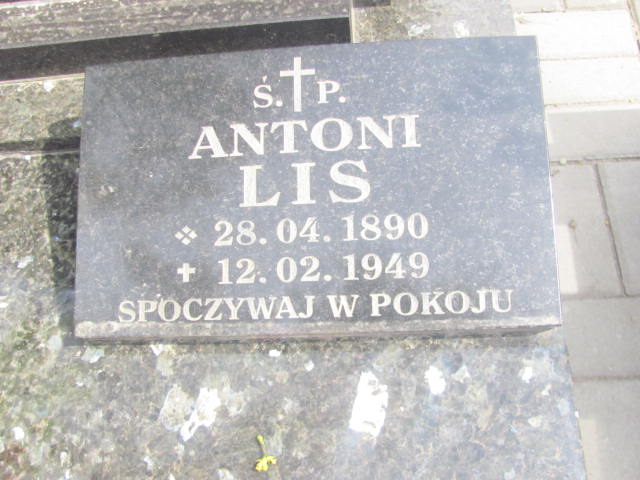 Ś. P.
ANTONI
LIS
28.04.1890
12.02.1949
SPOCZYWAJ W POKOJU